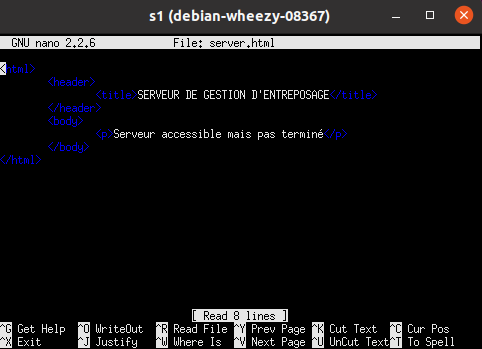 s1 (debian-wheezy-08367)
GNU nano 2.2.6 File: server.html
<html>
<header>
<title>SERVEUR DE GESTION D'ENTREPOSAGE</title>
</header>
<body>
<p>Serveur accessible mais pas terminé</p>
</body>
</html>
[ Read 8 lines ]
^G Get Help ^O WriteOut ^R Read File ^Y Prev Page ^K Cut Text ^C Cur Pos
^X Exit ^J Justify ^W Where Is ^V Next Page ^U UnCut Text ^T To Spell